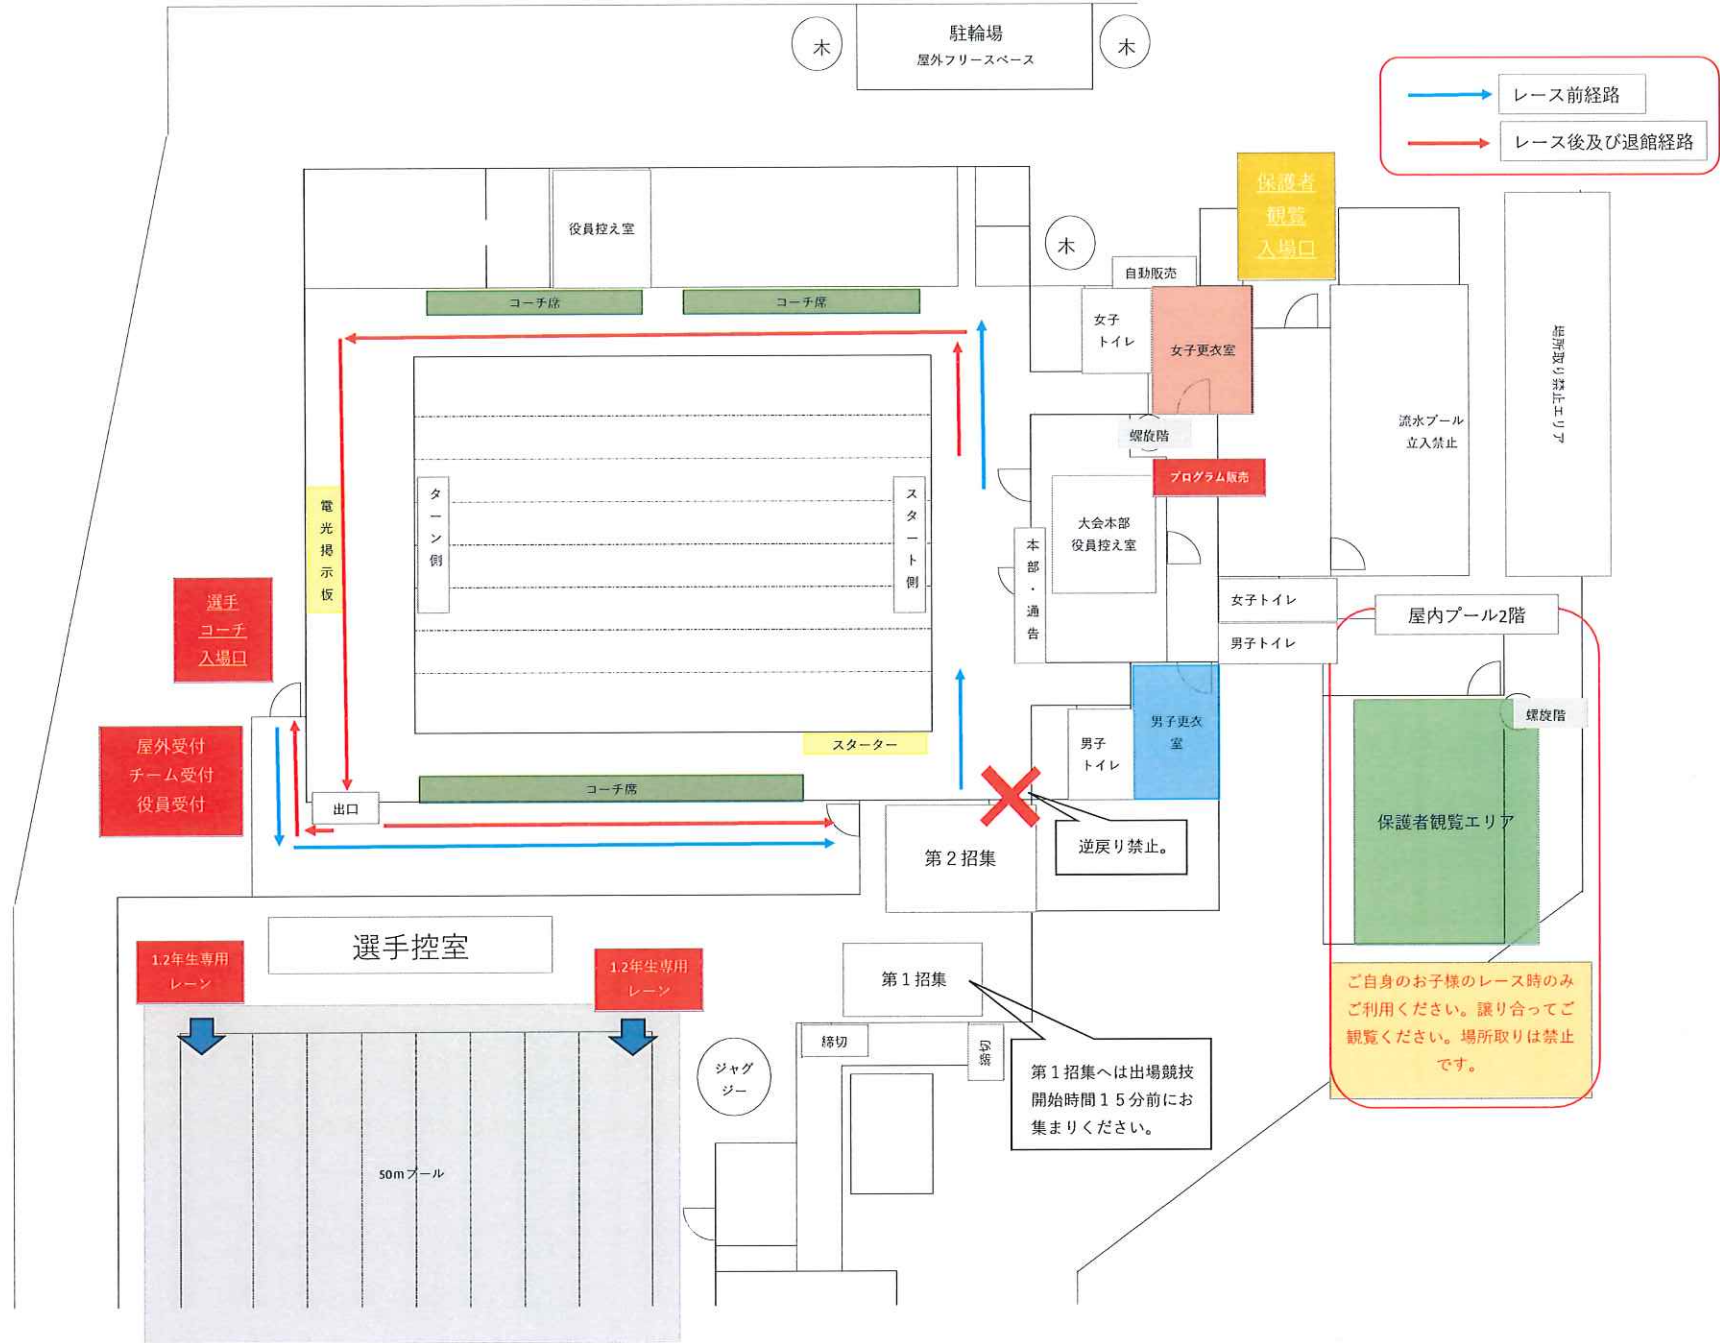 駐輪場
屋外フリースペース
木
木
レース前経路
レース後及び退館経路
保護者
観覧
入場口
役員控え室
木
自動販売
コーチ席
コーチ席
女子
トイレ
女子更衣室
場所取り禁止エリア
流水プール
立入禁止
螺旋階
プログラム販売
ターン側
スタート側
電光掲示板
大会本部
役員控え室
本部・通告
選手
コーチ
入場口
女子トイレ
男子トイレ
屋内プール2階
屋外受付
チーム受付
役員受付
スターター
男子
トイレ
男子更衣
室
螺旋階
コーチ席
出口
逆戻り禁止。
保護者観覧エリア
第2招集
選手控室
1.2年生専用
レーン
1.2年生専用
レーン
第1招集
ご自身のお子様のレース時のみ
ご利用ください。譲り合ってご
観覧ください。場所取りは禁止
です。
締切
締切
ジャグ
ジー
第1招集へは出場競技
開始時間15分前にお
集まりください。
50mプール